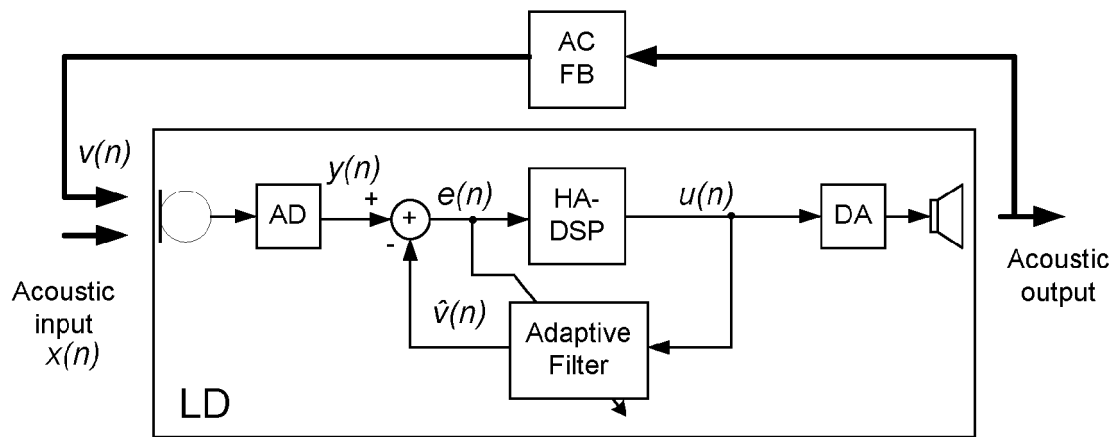 AC
FB
v(n)
y(n)
e(n)
HA-
DSP
u(n)
AD
+
+
-
DA
Acoustic
input
x(n)
v̂(n)
Adaptive
Filter
Acoustic
output
LD